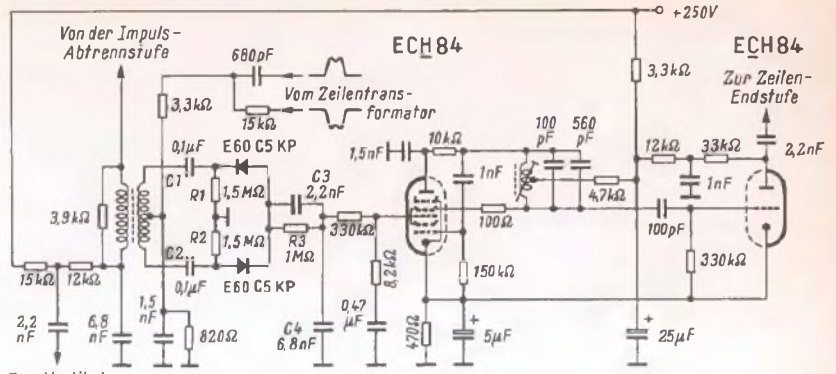 +250V
Von der Impuls-
Abtrennstufe
680pF
ECH84
ECH84
3,3kΩ
Zur Zeilen-
Endstufe
3,3kΩ
Vom Zeilentrans-
formator
15kΩ
0,1µF
E60 C5 KP
C1
1,5nF
10kΩ
100
pF
560
pF
12kΩ
33kΩ
2,2nF
C3
2,2nF
1nF
1nF
R1
1,5MΩ
3,9kΩ
4,7kΩ
R2
1,5MΩ
R3
1MΩ
330kΩ
100Ω
100pF
C2
0,1µF
E60 C5 KP
8,2kΩ
150kΩ
330kΩ
15kΩ
12kΩ
2,2
nF
6,8
nF
1,5
nF
820Ω
C4
6,8nF
0,47
µF
470Ω
+
5µF
+
25µF